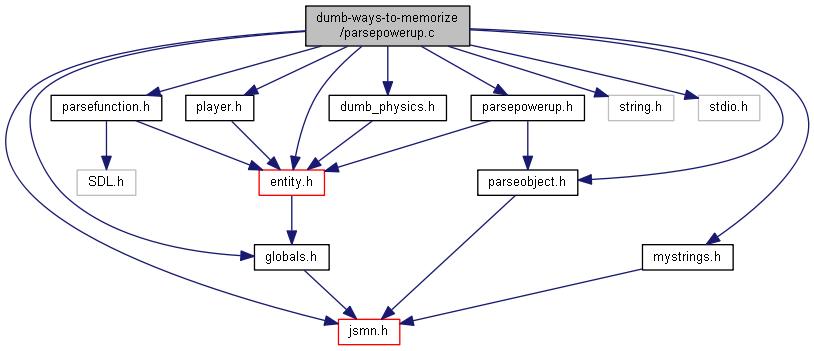 dumb-ways-to-memorize
/parsepowerup.c
parsefunction.h
player.h
dumb_physics.h
parsepowerup.h
string.h
stdio.h
SDL.h
entity.h
parseobject.h
globals.h
mystrings.h
jsmn.h